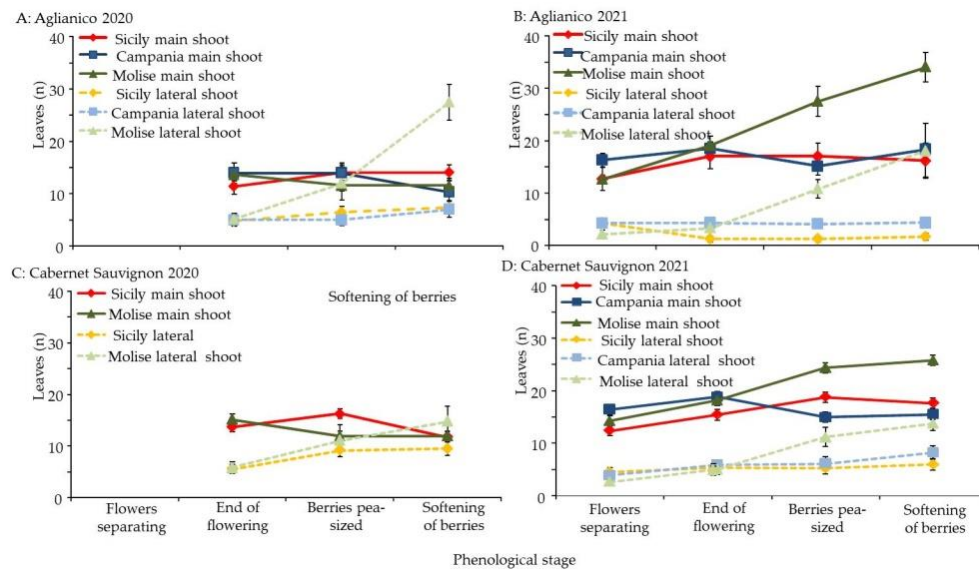 A: Aglianico 2020
Sicily main shoot
Campania main shoot
Molise main shoot
Sicily lateral shoot
Campania lateral shoot
Molise lateral shoot
Leaves (n)
40
30
20
10
0
B: Aglianico 2021
Sicily main shoot
Campania main shoot
Molise main shoot
Sicily lateral shoot
Campania lateral shoot
Molise lateral shoot
Leaves (n)
40
30
20
10
0
C: Cabernet Sauvignon 2020
Sicily main shoot
Molise main shoot
Sicily lateral
Molise lateral shoot
Softening of berries
Leaves (n)
40
30
20
10
0
Flowers
separating
End of
flowering
Berries pea-
sized
Softening
of berries
D: Cabernet Sauvignon 2021
Sicily main shoot
Campania main shoot
Molise main shoot
Sicily lateral shoot
Campania lateral shoot
Molise lateral shoot
Leaves (n)
40
30
20
10
0
Flowers
separating
End of
flowering
Berries pea-
sized
Softening
of berries
Phenological stage